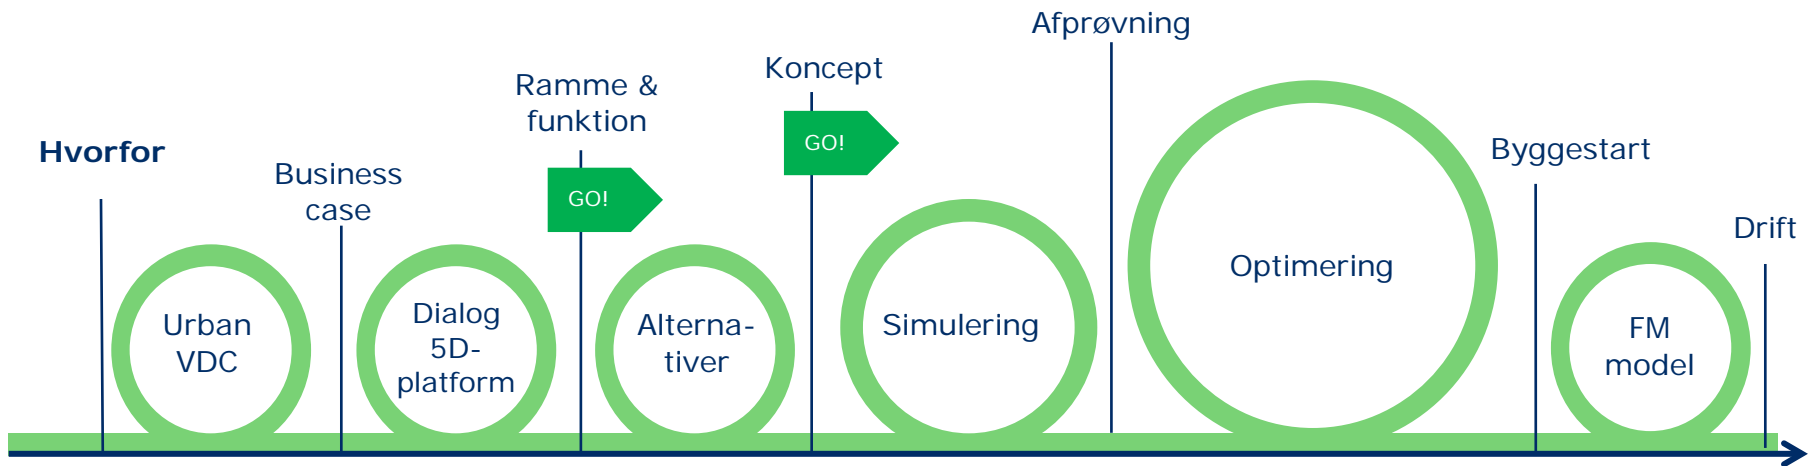 Hvorfor
Urban
VDC
Business
case
Dialog
5D-
platform
Ramme &
funktion
GO!
Alterna-
tiver
Koncept
GO!
Simulering
Afprøvning
Optimering
Byggestart
FM
model
Drift